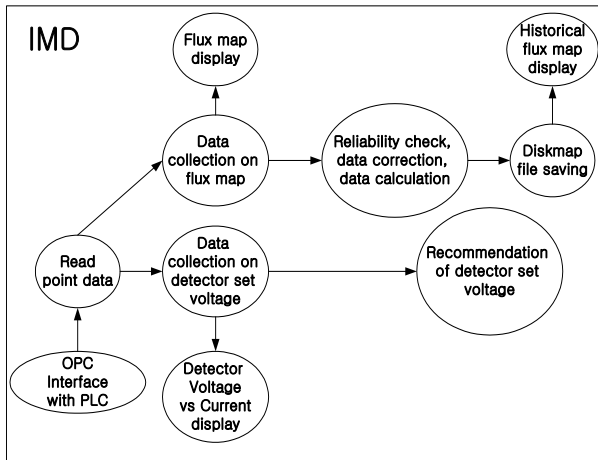 IMD
Flux map
display
Historical
flux map
display
Data
collection on
flux map
Reliability check,
data correction,
data calculation
Diskmap
file saving
Read
point data
Data
collection on
detector set
voltage
Recommendation
of detector set
voltage
OPC
Interface
with PLC
Detector
Voltage
vs Current
display